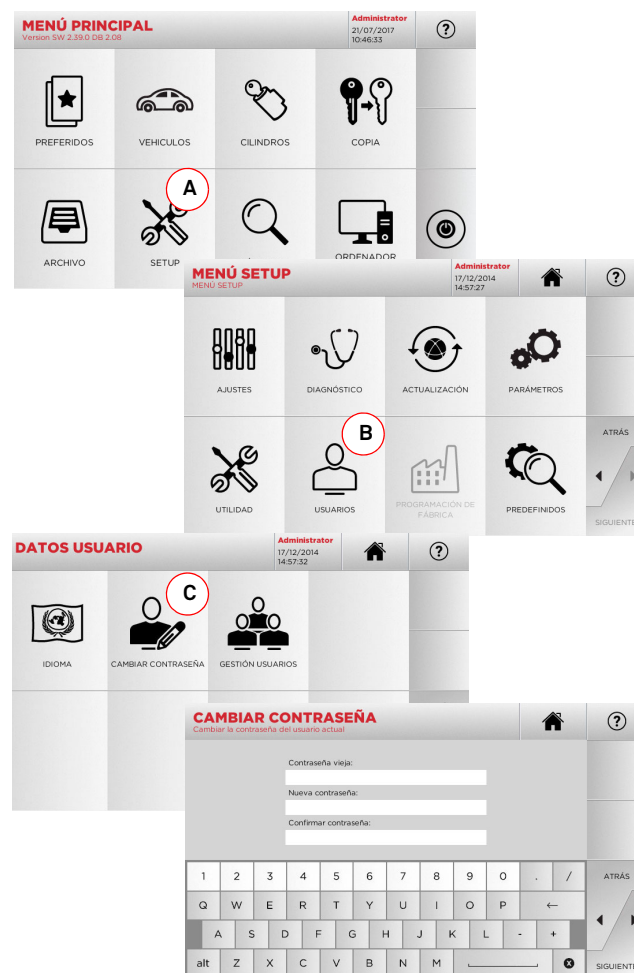 MENÚ PRINCIPAL
Version SW 2.39.0 DB 2.08
Administrator
21/07/2017
10:46:33
?
PREFERIDOS
VEHICULOS
CILINDROS
COPIA
A
ARCHIVO
SETUP
ORDENADOR
MENÚ SETUP
MENÚ SETUP
Administrator
17/12/2014
14:57:27
?
AJUSTES
DIAGNÓSTICO
ACTUALIZACIÓN
PARÁMETROS
B
ATRÁS
UTILIDAD
USUARIOS
PROGRAMACIÓN DE
FÁBRICA
PREDEFINIDOS
SIGUIENTE
DATOS USUARIO
Administrator
17/12/2014
14:57:32
?
C
IDIOMA
CAMBIAR CONTRASEÑA
GESTIÓN USUARIOS
CAMBIAR CONTRASEÑA
Cambiar la contraseña del usuario actual
?
Contraseña vieja:
Nueva contraseña:
Confirmar contraseña:
1 2 3 4 5 6 7 8 9 0 . /
ATRÁS
Q W E R T Y U I O P ←
A S D F G H J K L - +
alt Z X C V B N M
SIGUIENTE